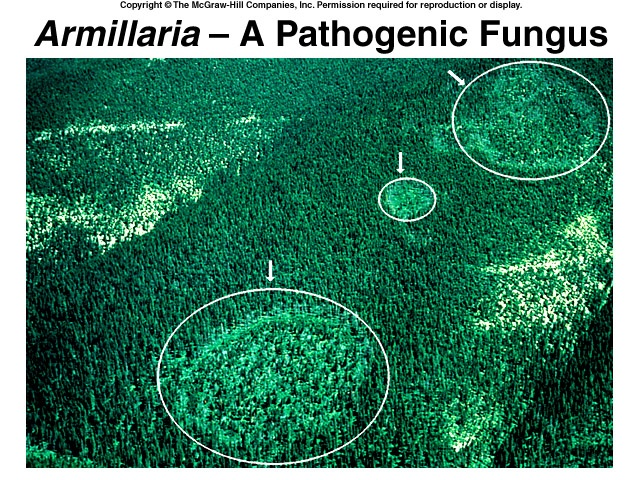 Copyright © The McGraw-Hill Companies, Inc. Permission required for reproduction or display.
Armillaria – A Pathogenic Fungus